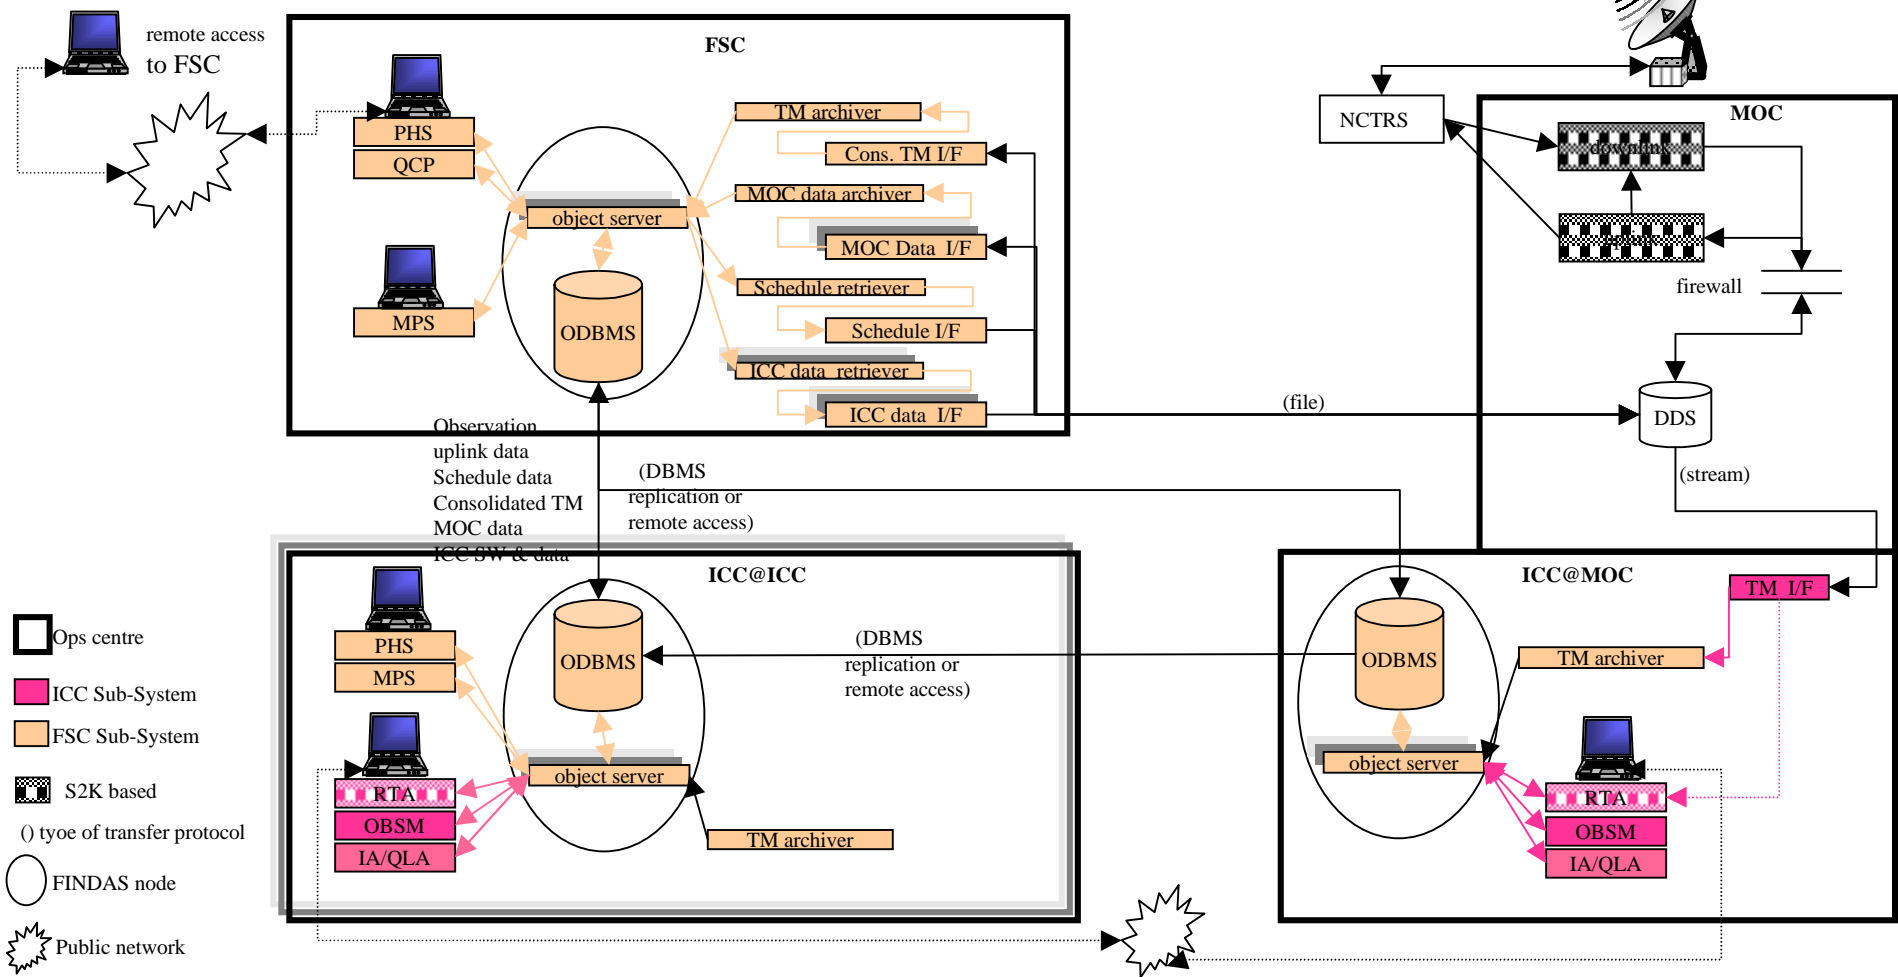 remote access
to FSC
FSC
PHS
QCP
MPS
object server
ODBMS
TM archiver
Cons. TM I/F
MOC data archiver
MOC Data I/F
Schedule retriever
Schedule I/F
ICC data retriever
ICC data I/F
NCTRS
MOC
downlink
uplink
firewall
DDS
(file)
(stream)
Observation
uplink data
Schedule data
Consolidated TM
MOC data
ICC SW & data
(DBMS
replication or
remote access)
ICC@ICC
PHS
MPS
RTA
OBSM
IA/QLA
ODBMS
object server
TM archiver
(DBMS
replication or
remote access)
ICC@MOC
TM I/F
TM archiver
ODBMS
object server
RTA
OBSM
IA/QLA
Ops centre
ICC Sub-System
FSC Sub-System
S2K based
() tyoe of transfer protocol
FINDAS node
Public network